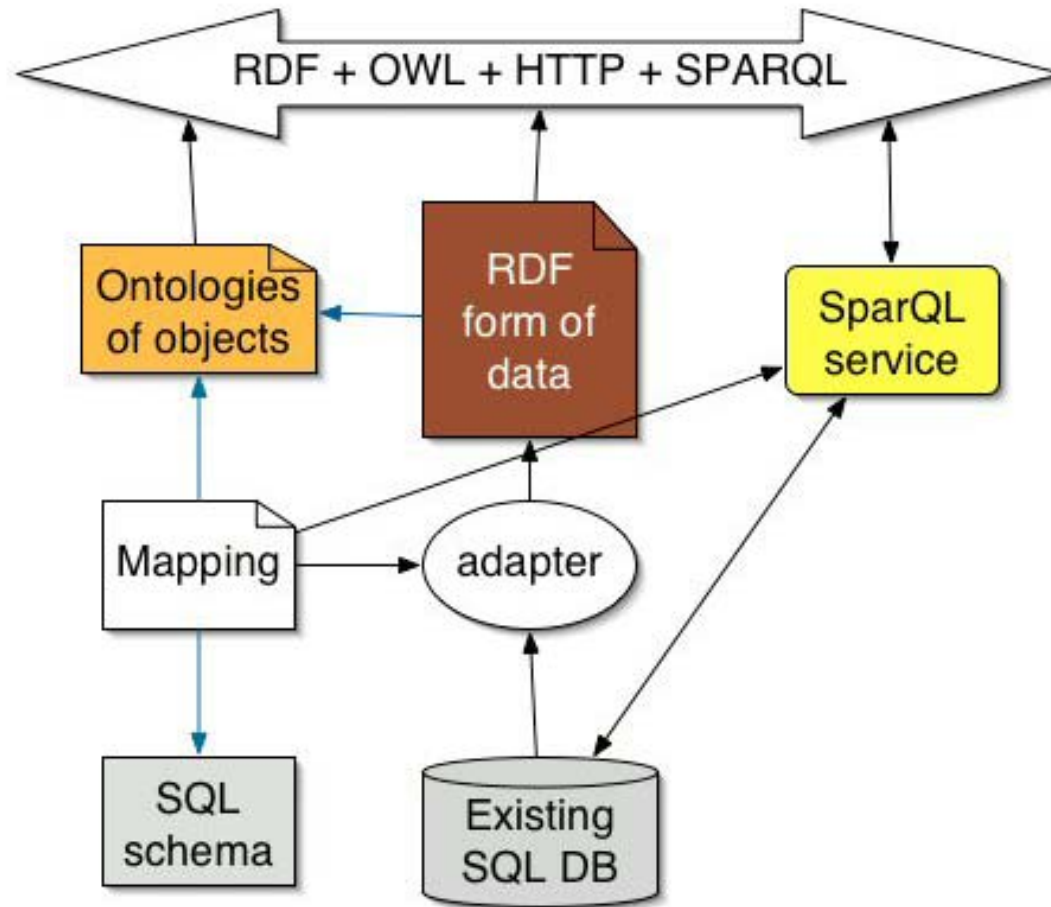 RDF + OWL + HTTP + SPARQL
Ontologies
of objects
RDF
form of
data
SparQL
service
Mapping
adapter
SQL
schema
Existing
SQL DB